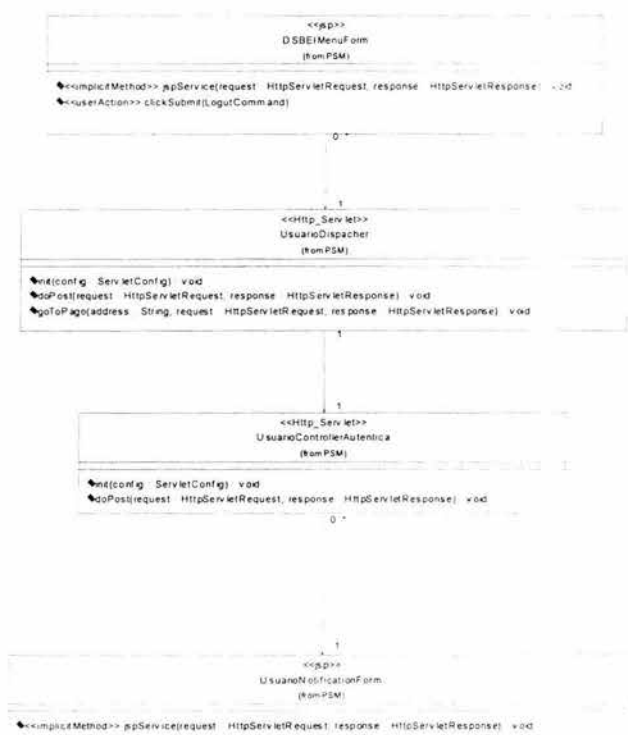 <<jsp>>
DSBEIMenuForm
(from PSM)
<<implicitMethod>> jspService(request : HttpServletRequest, response : HttpServletResponse) : void
<<userAction>> clickSubmit(LogutCommand)
0..*
1
<<Http_Servlet>>
UsuarioDispacher
(from PSM)
init(config : ServletConfig) : void
doPost(request : HttpServletRequest, response : HttpServletResponse) : void
goToPago(address : String, request : HttpServletRequest, response : HttpServletResponse) : void
1
1
<<Http_Servlet>>
UsuarioControllerAutentica
(from PSM)
init(config : ServletConfig) : void
doPost(request : HttpServletRequest, response : HttpServletResponse) : void
0..*
1
<<jsp>>
UsuarioNotificationForm
(from PSM)
<<implicitMethod>> jspService(request : HttpServletRequest, response : HttpServletResponse) : void